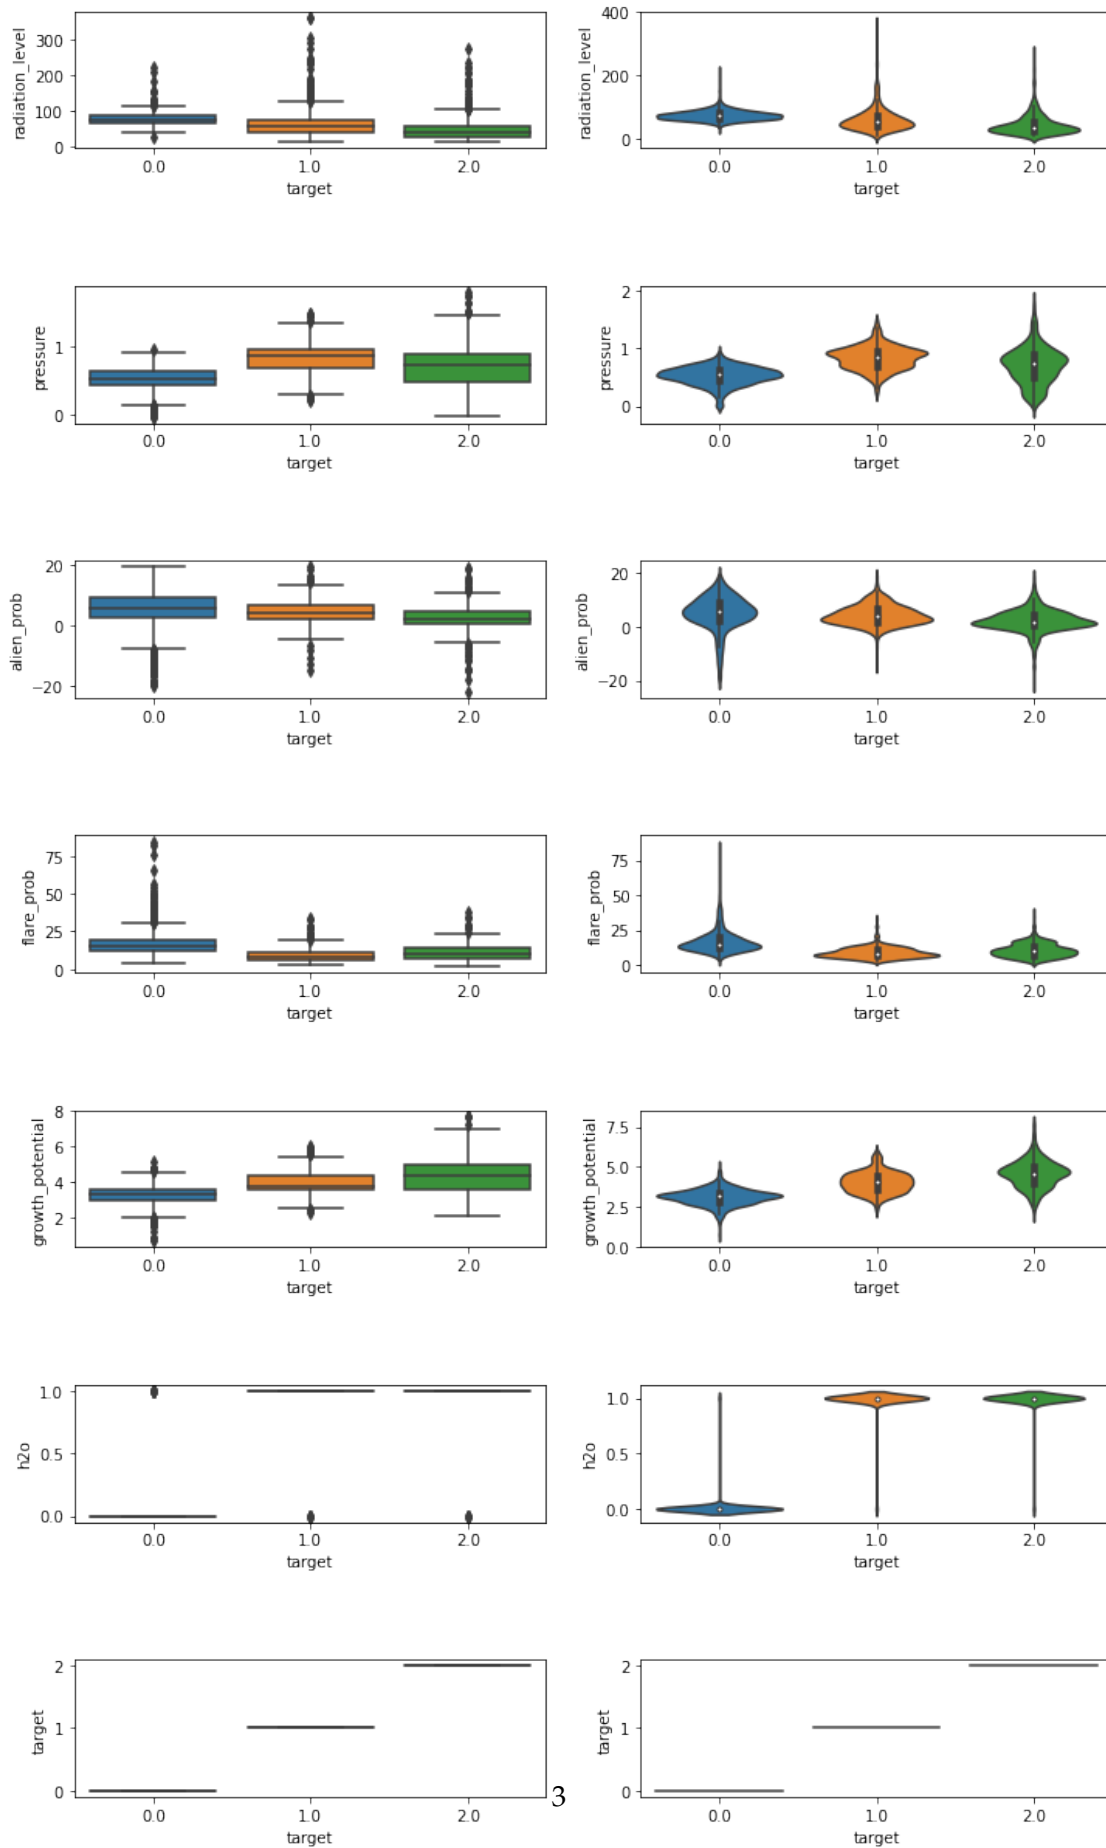 radiation_level
300
200
100
0
0.0 1.0 2.0
target
radiation_level
400
200
0
0.0 1.0 2.0
target
pressure
1
0
0.0 1.0 2.0
target
pressure
2
1
0
0.0 1.0 2.0
target
alien_prob
20
0
−20
0.0 1.0 2.0
target
alien_prob
20
0
−20
0.0 1.0 2.0
target
flare_prob
75
50
25
0
0.0 1.0 2.0
target
flare_prob
75
50
25
0
0.0 1.0 2.0
target
growth_potential
8
6
4
2
0.0 1.0 2.0
target
growth_potential
7.5
5.0
2.5
0.0
0.0 1.0 2.0
target
h2o
1.0
0.5
0.0
0.0 1.0 2.0
target
h2o
1.0
0.5
0.0
0.0 1.0 2.0
target
target
2
1
0
0.0 1.0 2.0
target
target
2
1
0
0.0 1.0 2.0
target
3